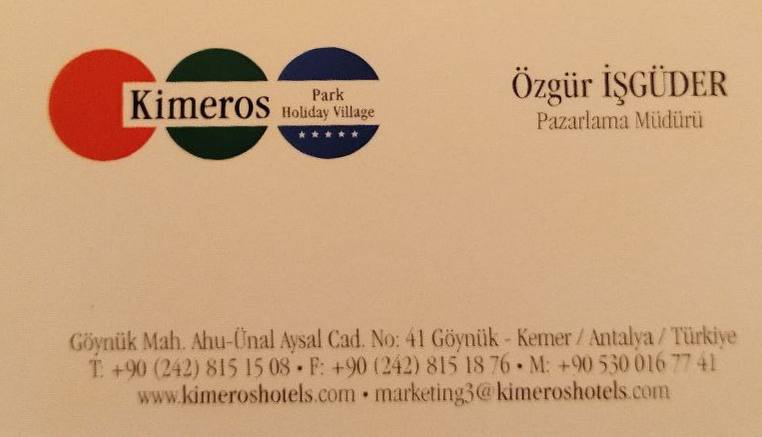 Kimeros
Park
Holiday Village
Özgür İŞGÜDER
Pazarlama Müdürü
Göynük Mah. Ahu-Ünal Aysal Cad. No: 41 Göynük - Kemer / Antalya / Türkiye
T: +90 (242) 815 15 08 • F: +90 (242) 815 18 76 • M: +90 530 016 77 41
www.kimeroshotels.com • marketing3@kimeroshotels.com